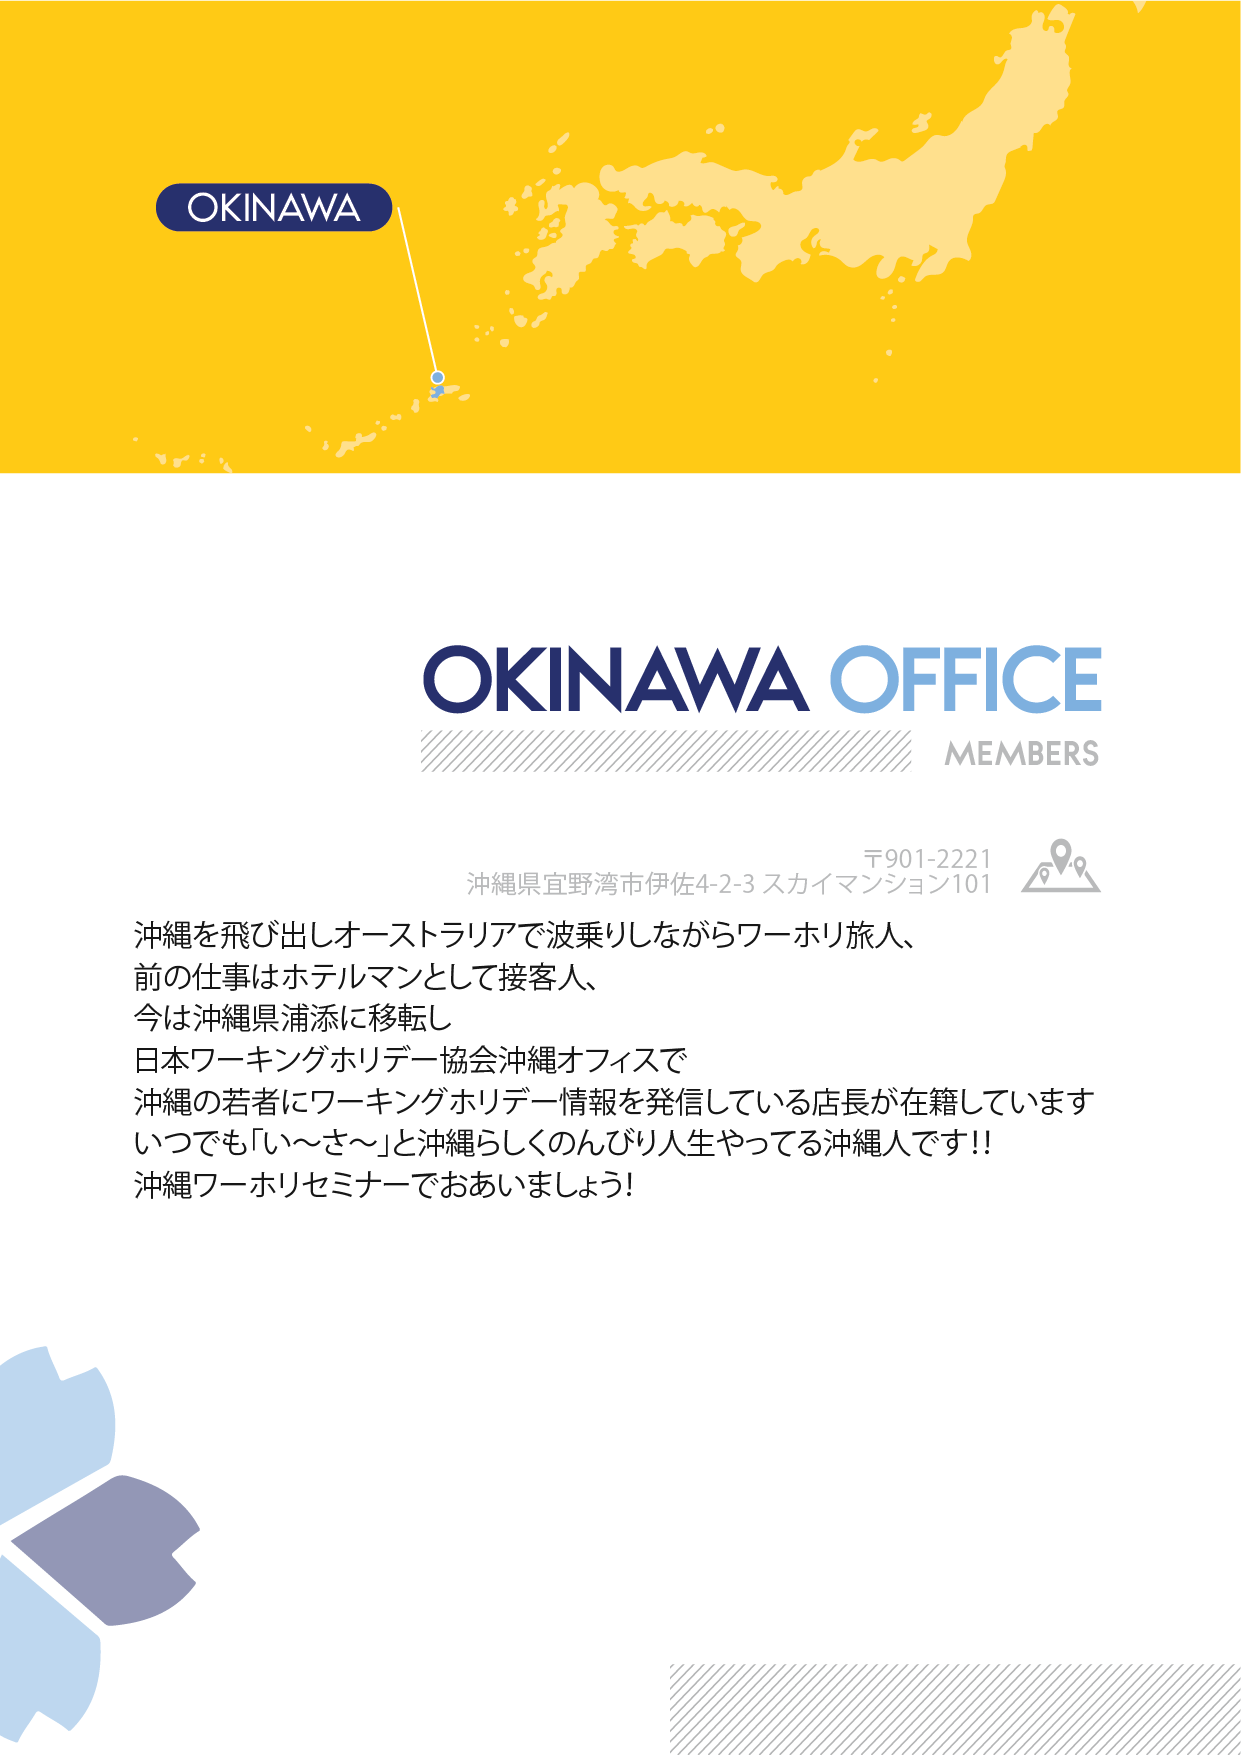 OKINAWA
OKINAWA OFFICE
MEMBERS
〒901-2221
沖縄県宜野湾市伊佐4-2-3 スカイマンション101
沖縄を飛び出しオーストラリアで波乗りしながらワーホリ旅人、
前の仕事はホテルマンとして接客人、
今は沖縄県浦添に移転し
日本ワーキングホリデー協会沖縄オフィスで
沖縄の若者にワーキングホリデー情報を発信している店長が在籍しています
いつでも「い〜さ〜」と沖縄らしくのんびり人生やってる沖縄人です!!
沖縄ワーホリセミナーでおあいましょう!